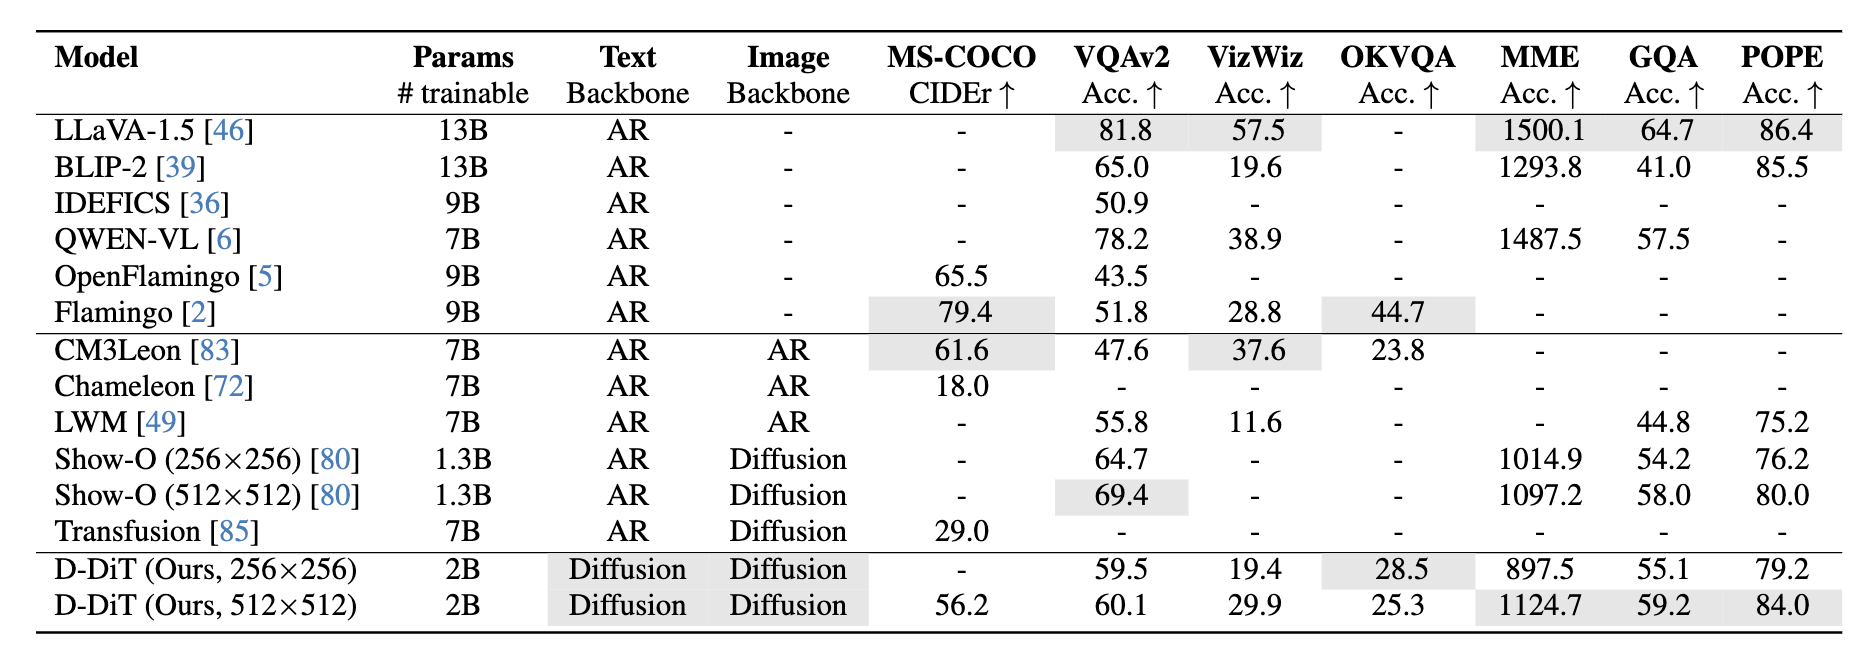 Model Params Text Image MS-COCO VQAv2 VizWiz OKVQA MME GQA POPE
# trainable Backbone Backbone CIDEr ↑ Acc. ↑ Acc. ↑ Acc. ↑ Acc. ↑ Acc. ↑ Acc. ↑
LLaVA-1.5 [46] 13B AR - - 81.8 57.5 - 1500.1 64.7 86.4
BLIP-2 [39] 13B AR - - 65.0 19.6 - 1293.8 41.0 85.5
IDEFICS [36] 9B AR - - 50.9 - - - - -
QWEN-VL [6] 7B AR - - 78.2 38.9 - 1487.5 57.5 -
OpenFlamingo [5] 9B AR - 65.5 43.5 - - - - -
Flamingo [2] 9B AR - 79.4 51.8 28.8 44.7 - - -
CM3Leon [83] 7B AR AR 61.6 47.6 37.6 23.8 - - -
Chameleon [72] 7B AR AR 18.0 - - - - - -
LWM [49] 7B AR AR - 55.8 11.6 - - 44.8 75.2
Show-O (256×256) [80] 1.3B AR Diffusion - 64.7 - - 1014.9 54.2 76.2
Show-O (512×512) [80] 1.3B AR Diffusion - 69.4 - - 1097.2 58.0 80.0
Transfusion [85] 7B AR Diffusion 29.0 - - - - - -
D-DiT (Ours, 256×256) 2B Diffusion Diffusion - 59.5 19.4 28.5 897.5 55.1 79.2
D-DiT (Ours, 512×512) 2B Diffusion Diffusion 56.2 60.1 29.9 25.3 1124.7 59.2 84.0